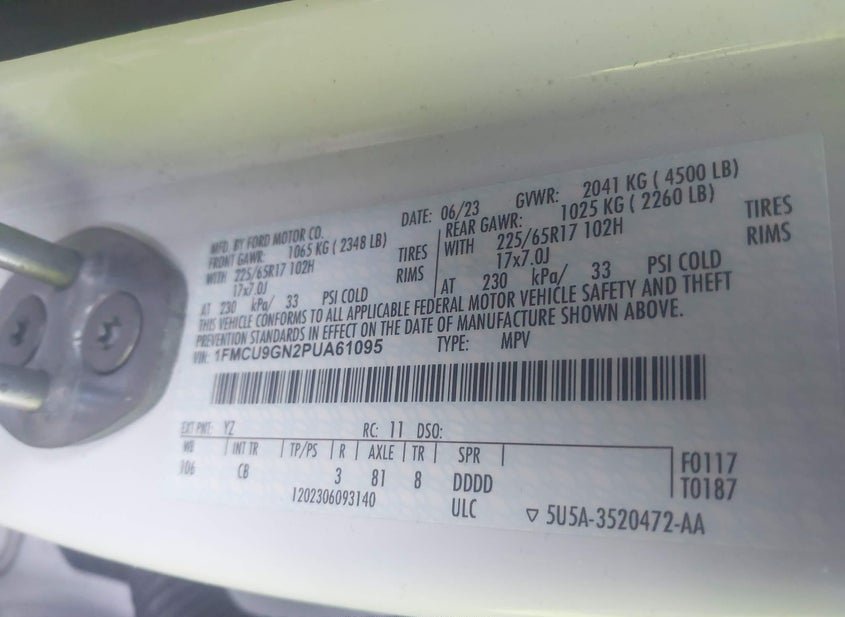 MFD. BY FORD MOTOR CO. DATE: 06/23 GVWR: 2041 KG ( 4500 LB)
FRONT GAWR: 1065 KG ( 2348 LB) REAR GAWR: 1025 KG ( 2260 LB)
WITH 225/65R17 102H TIRES WITH 225/65R17 102H TIRES
17x7.0J RIMS 17x7.0J RIMS
AT 230 kPa/ 33 PSI COLD AT 230 kPa/ 33 PSI COLD
THIS VEHICLE CONFORMS TO ALL APPLICABLE FEDERAL MOTOR VEHICLE SAFETY AND THEFT
PREVENTION STANDARDS IN EFFECT ON THE DATE OF MANUFACTURE SHOWN ABOVE.
VIN: 1FMCU9GN2PUA61095 TYPE: MPV
EXT PNT: YZ RC: 11 DSO:
WB INT TR TP/PS R AXLE TR SPR
106 CB 3 81 8 DDDD
F0117
T0187
1202306093140 ULC ▽ 5U5A-3520472-AA